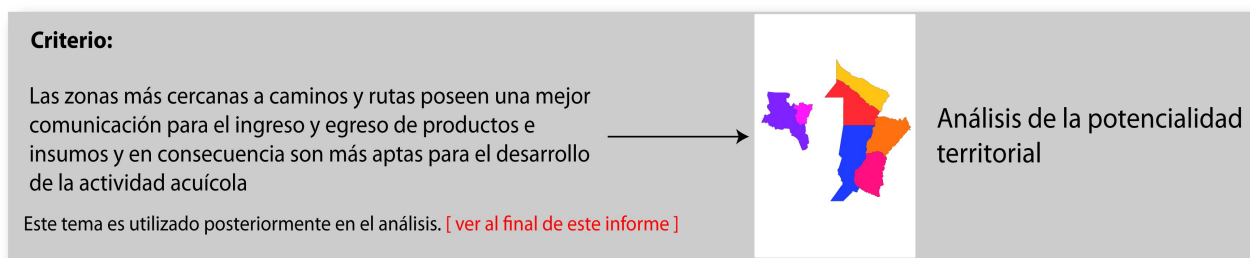 Criterio:
Las zonas más cercanas a caminos y rutas poseen una mejor
comunicación para el ingreso y egreso de productos e
insumos y en consecuencia son más aptas para el desarrollo
de la actividad acuícola
Este tema es utilizado posteriormente en el análisis. [ ver al final de este informe ]
Análisis de la potencialidad
territorial